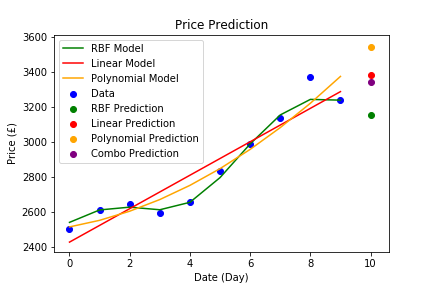 Price Prediction
3600
3400
3200
3000
2800
2600
2400
Price (£)
RBF Model
Linear Model
Polynomial Model
Data
RBF Prediction
Linear Prediction
Polynomial Prediction
Combo Prediction
0 2 4 6 8 10
Date (Day)